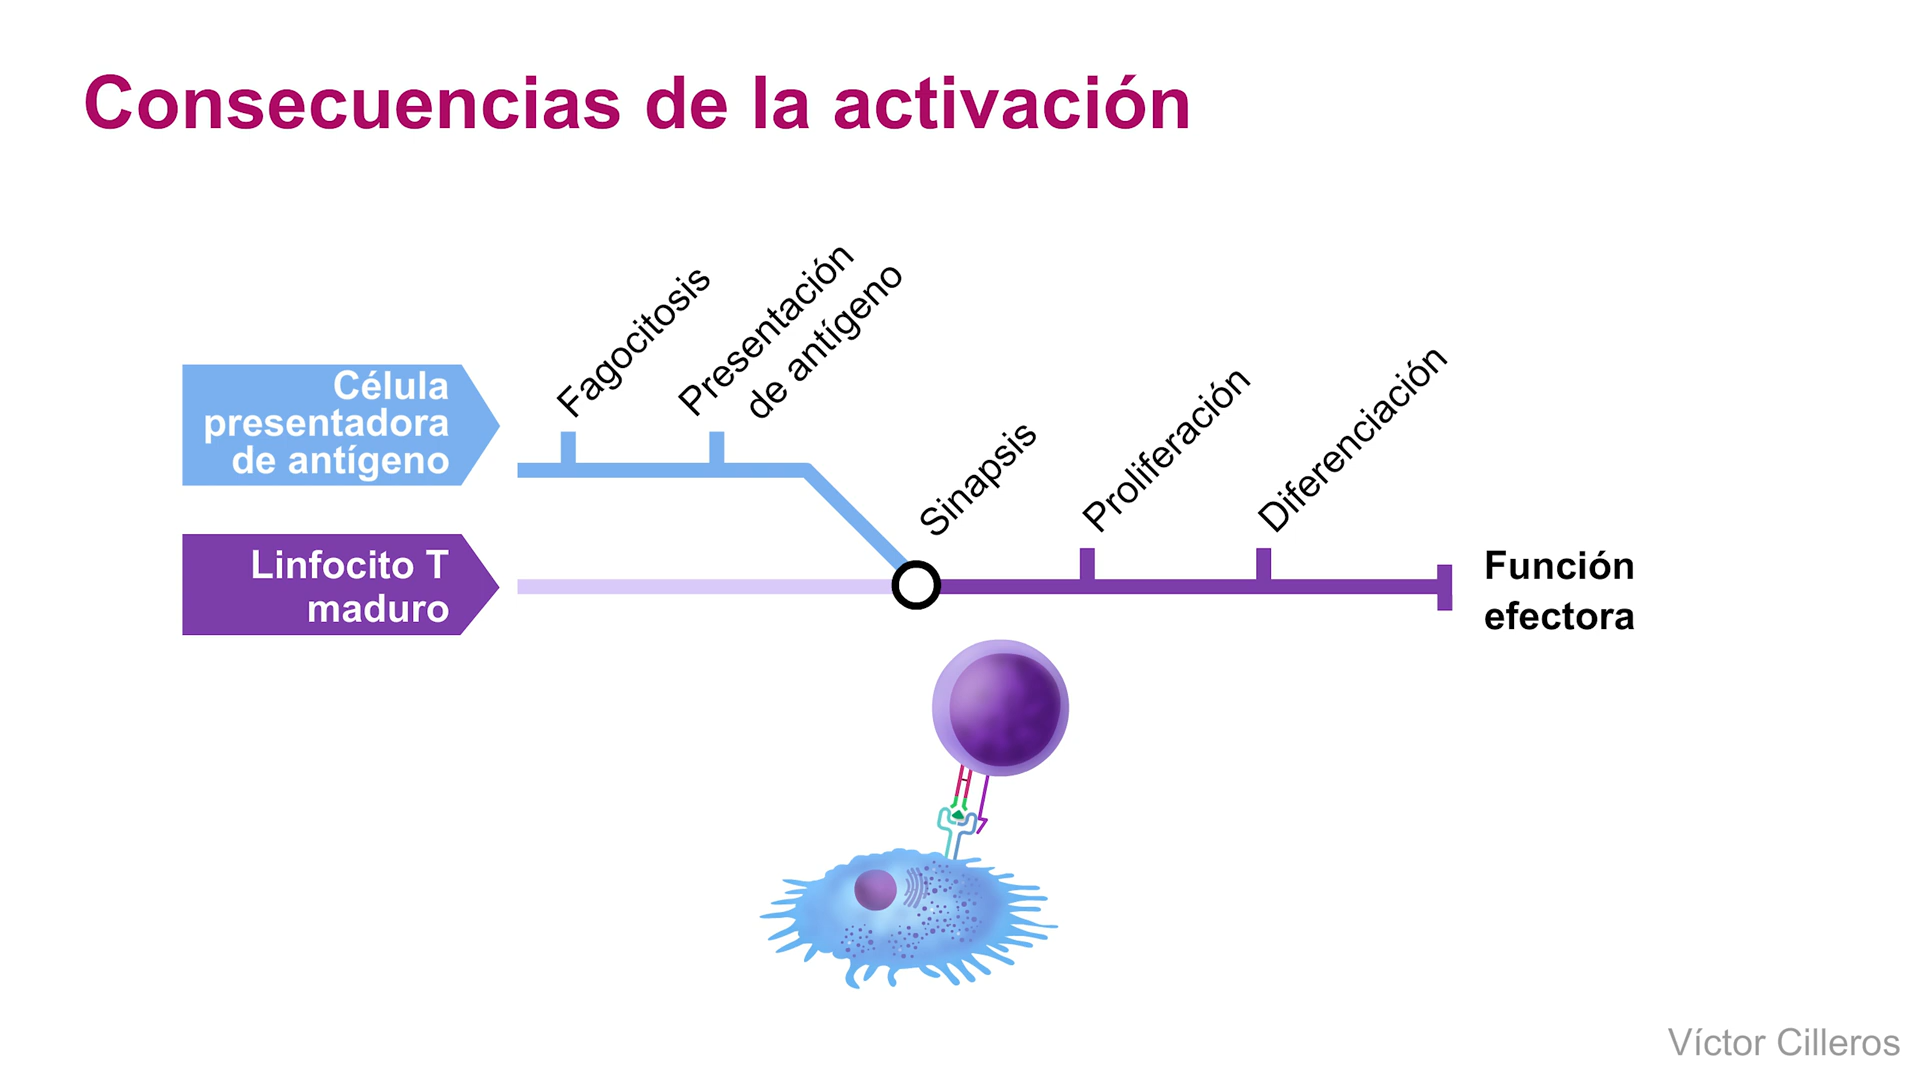 Consecuencias de la activación
Fagocitosis
Presentación
de antígeno
Célula
presentadora
de antígeno
Sinapsis
Proliferación
Diferenciación
Linfocito T
maduro
Función
efectora
Víctor Cilleros